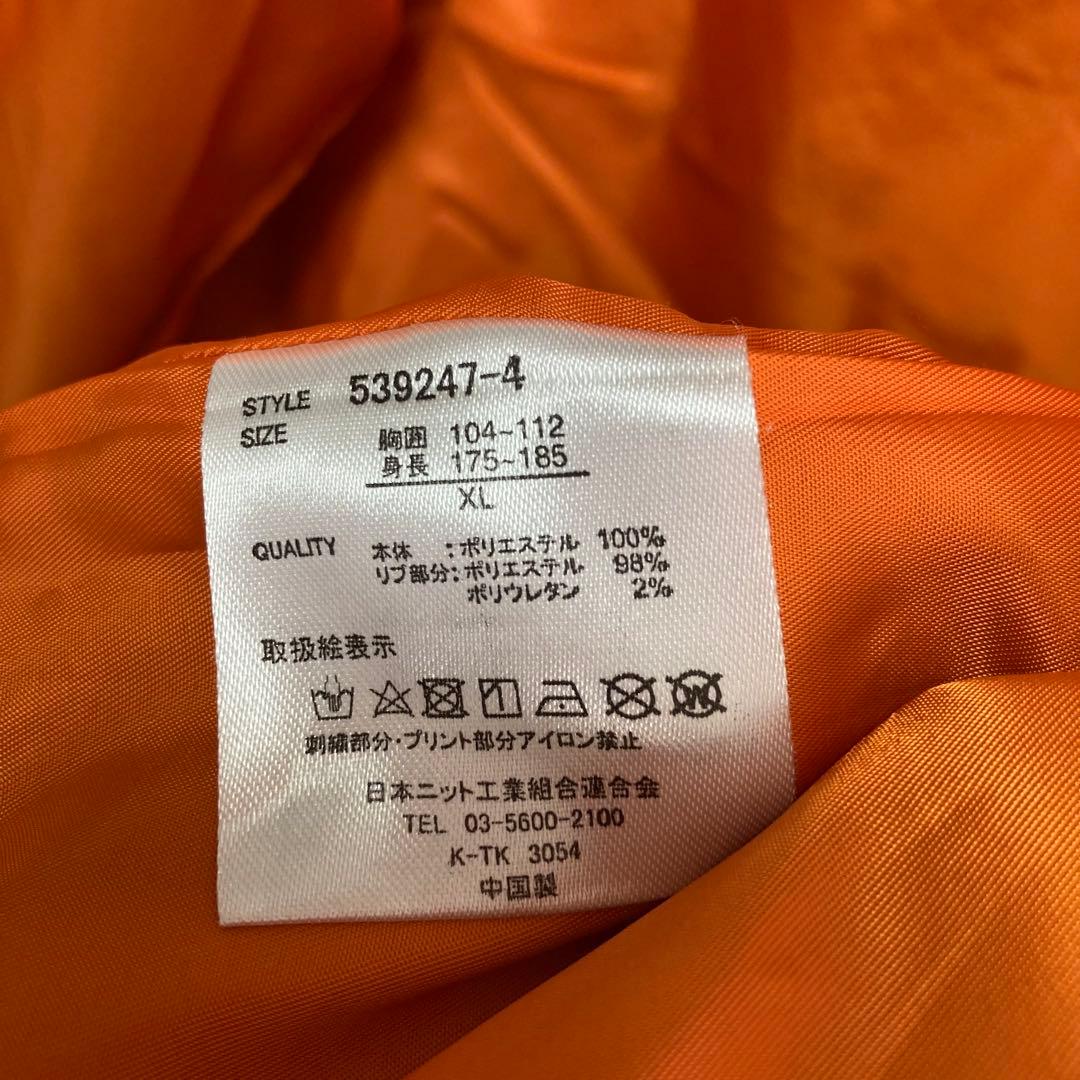 STYLE 539247-4
SIZE 胸囲 104~112
身長 175~185
XL
QUALITY 本体 :ポリエステル 100%
リブ部分:ポリエステル 98%
ポリウレタン 2%
取扱絵表示
W
刺繍部分・プリント部分アイロン禁止
日本ニット工業組合連合会
TEL 03-5600-2100
K-TK 3054
中国製